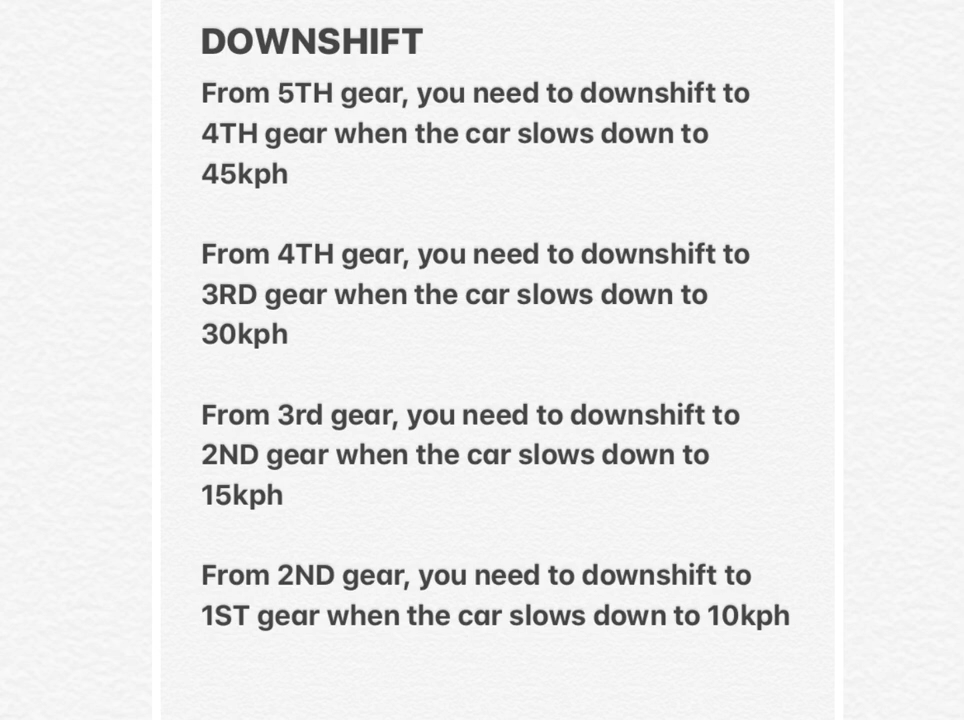 DOWNSHIFT
From 5TH gear, you need to downshift to
4TH gear when the car slows down to
45kph
From 4TH gear, you need to downshift to
3RD gear when the car slows down to
30kph
From 3rd gear, you need to downshift to
2ND gear when the car slows down to
15kph
From 2ND gear, you need to downshift to
1ST gear when the car slows down to 10kph